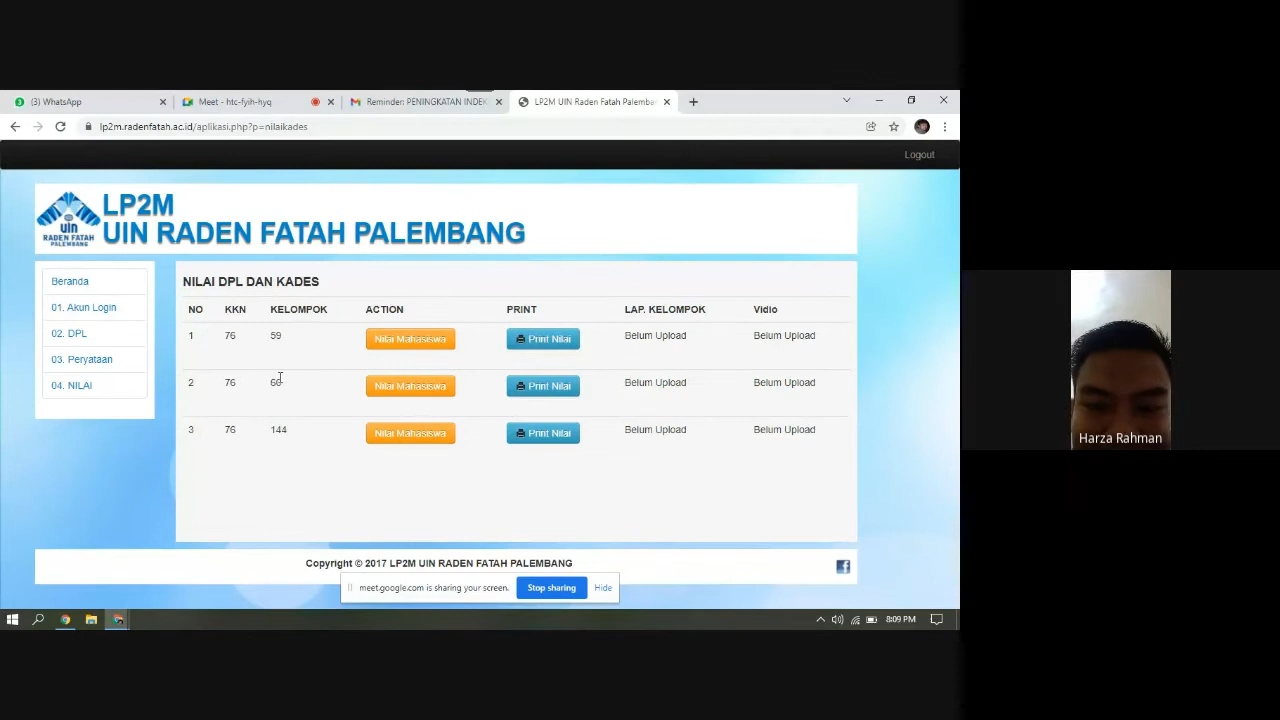 (3) WhatsApp
Meet - htc-fyih-hyq
Reminder: PENINGKATAN INDEK
LP2M UIN Raden Fatah Palemba
lp2m.radenfatah.ac.id/aplikasi.php?p=nilaikades
Logout
LP2M
UIN RADEN FATAH PALEMBANG
uin
RADEN FATAH
PALEMBANG
Beranda
01. Akun Login
02. DPL
03. Peryataan
04. NILAI
NILAI DPL DAN KADES
NO KKN KELOMPOK ACTION PRINT LAP. KELOMPOK Vidio
1 76 59 Nilai Mahasiswa Print Nilai Belum Upload Belum Upload
2 76 60 Nilai Mahasiswa Print Nilai Belum Upload Belum Upload
3 76 144 Nilai Mahasiswa Print Nilai Belum Upload Belum Upload
Copyright © 2017 LP2M UIN RADEN FATAH PALEMBANG
meet.google.com is sharing your screen. Stop sharing Hide
8:09 PM
Harza Rahman